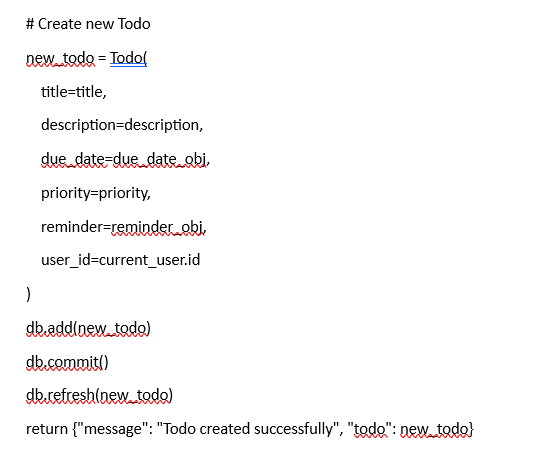 # Create new Todo
new_todo = Todo(
    title=title,
    description=description,
    due_date=due_date_obj,
    priority=priority,
    reminder=reminder_obj,
    user_id=current_user.id
)
db.add(new_todo)
db.commit()
db.refresh(new_todo)
return {"message": "Todo created successfully", "todo": new_todo}